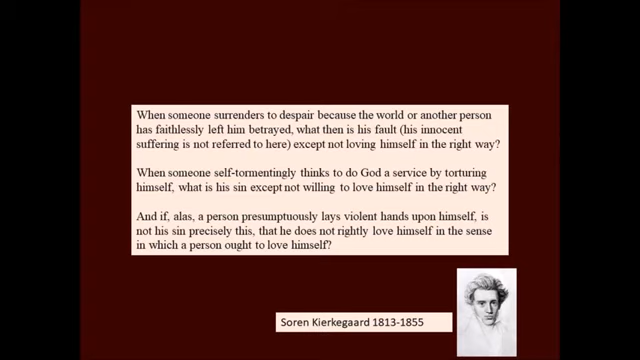 When someone surrenders to despair because the world or another person
has faithlessly left him betrayed, what then is his fault (his innocent
suffering is not referred to here) except not loving himself in the right way?
When someone self-tormentingly thinks to do God a service by torturing
himself, what is his sin except not willing to love himself in the right way?
And if, alas, a person presumptuously lays violent hands upon himself, is
not his sin precisely this, that he does not rightly love himself in the sense
in which a person ought to love himself?
Soren Kierkegaard 1813-1855